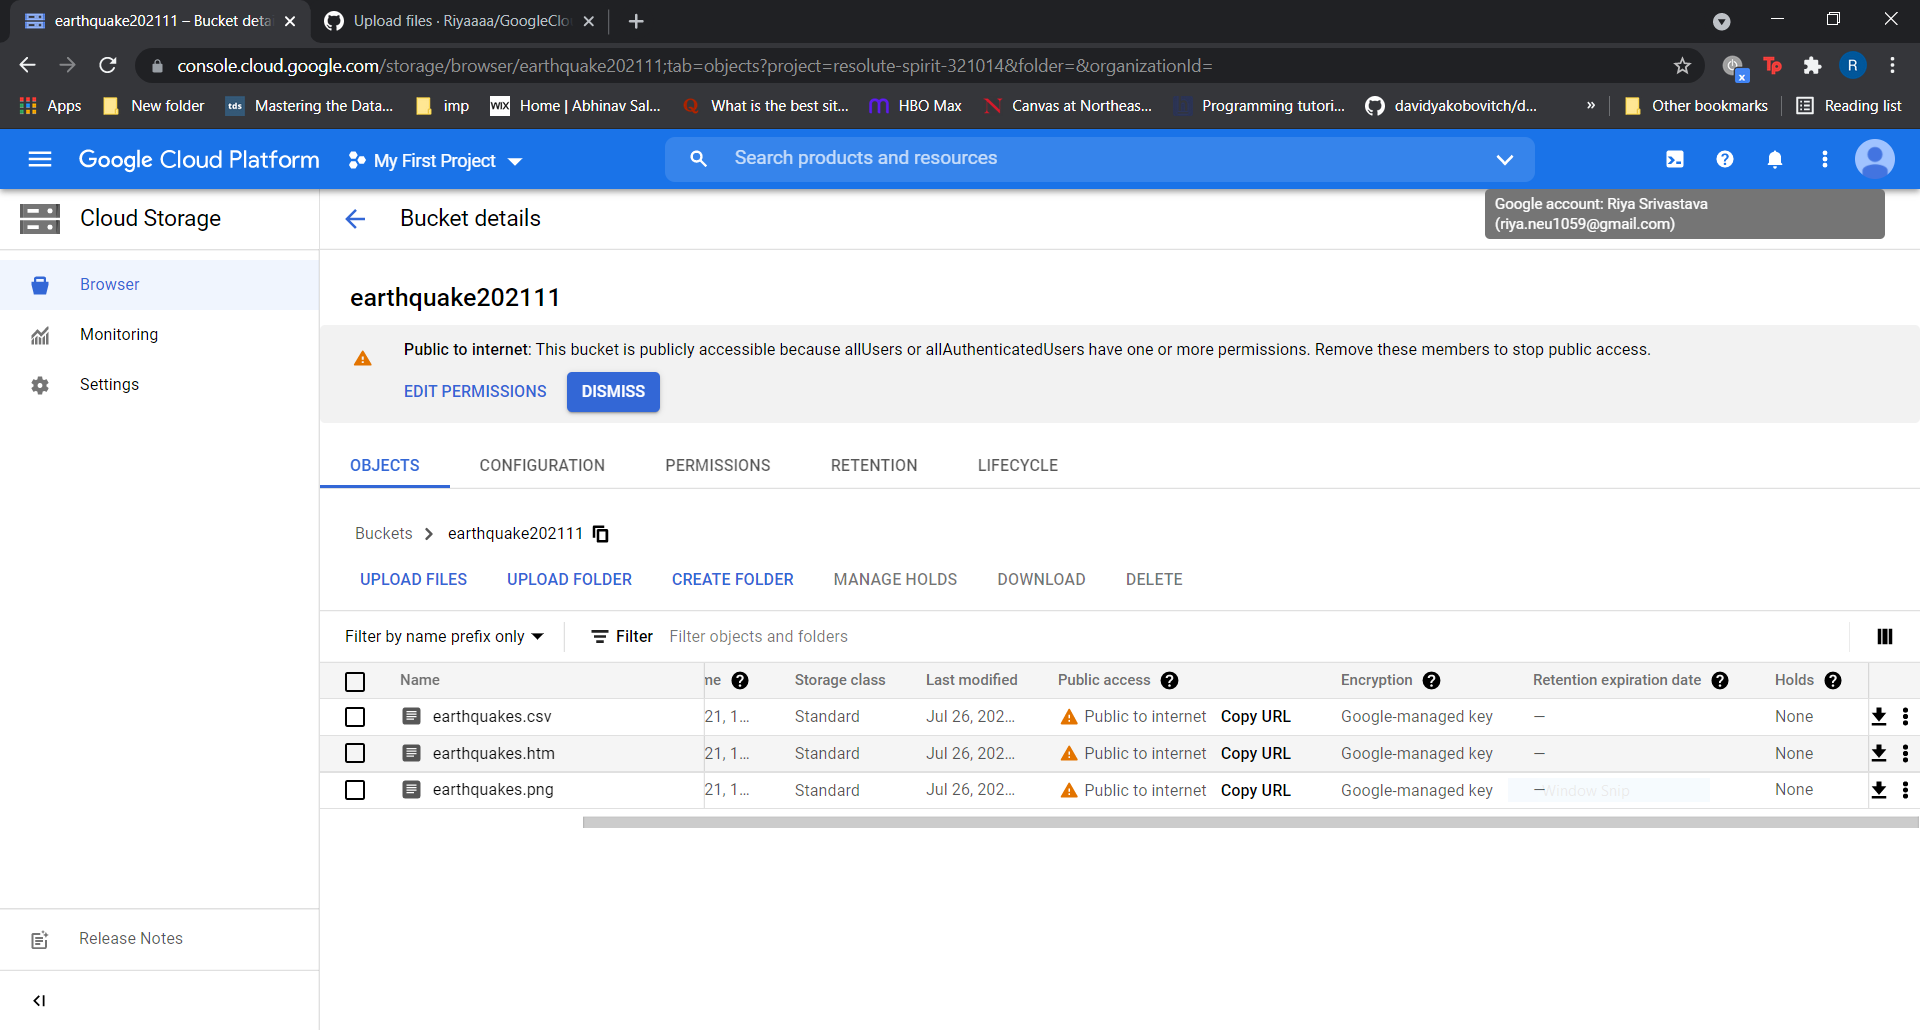 earthquake202111 – Bucket deta
Upload files · Riyaaaa/GoogleClo
console.cloud.google.com/storage/browser/earthquake202111;tab=objects?project=resolute-spirit-321014&folder=&organizationId=
R
Apps
New folder
tds Mastering the Data...
imp
WIX Home | Abhinav Sal...
What is the best sit...
HBO Max
Canvas at Northeas...
Programming tutori...
davidyakobovitch/d...
»
Other bookmarks
Reading list
Google Cloud Platform
My First Project
Search products and resources
Google account: Riya Srivastava
(riya.neu1059@gmail.com)
Cloud Storage
Bucket details
Browser
Monitoring
Settings
earthquake202111
Public to internet: This bucket is publicly accessible because allUsers or allAuthenticatedUsers have one or more permissions. Remove these members to stop public access.
EDIT PERMISSIONS DISMISS
OBJECTS CONFIGURATION PERMISSIONS RETENTION LIFECYCLE
Buckets > earthquake202111
UPLOAD FILES UPLOAD FOLDER CREATE FOLDER MANAGE HOLDS DOWNLOAD DELETE
Filter by name prefix only Filter Filter objects and folders
Name ne Storage class Last modified Public access Encryption Retention expiration date Holds
earthquakes.csv 21, 1... Standard Jul 26, 202... Public to internet Copy URL Google-managed key — None
earthquakes.htm 21, 1... Standard Jul 26, 202... Public to internet Copy URL Google-managed key — None
earthquakes.png 21, 1... Standard Jul 26, 202... Public to internet Copy URL Google-managed key — Window Snip None
Release Notes